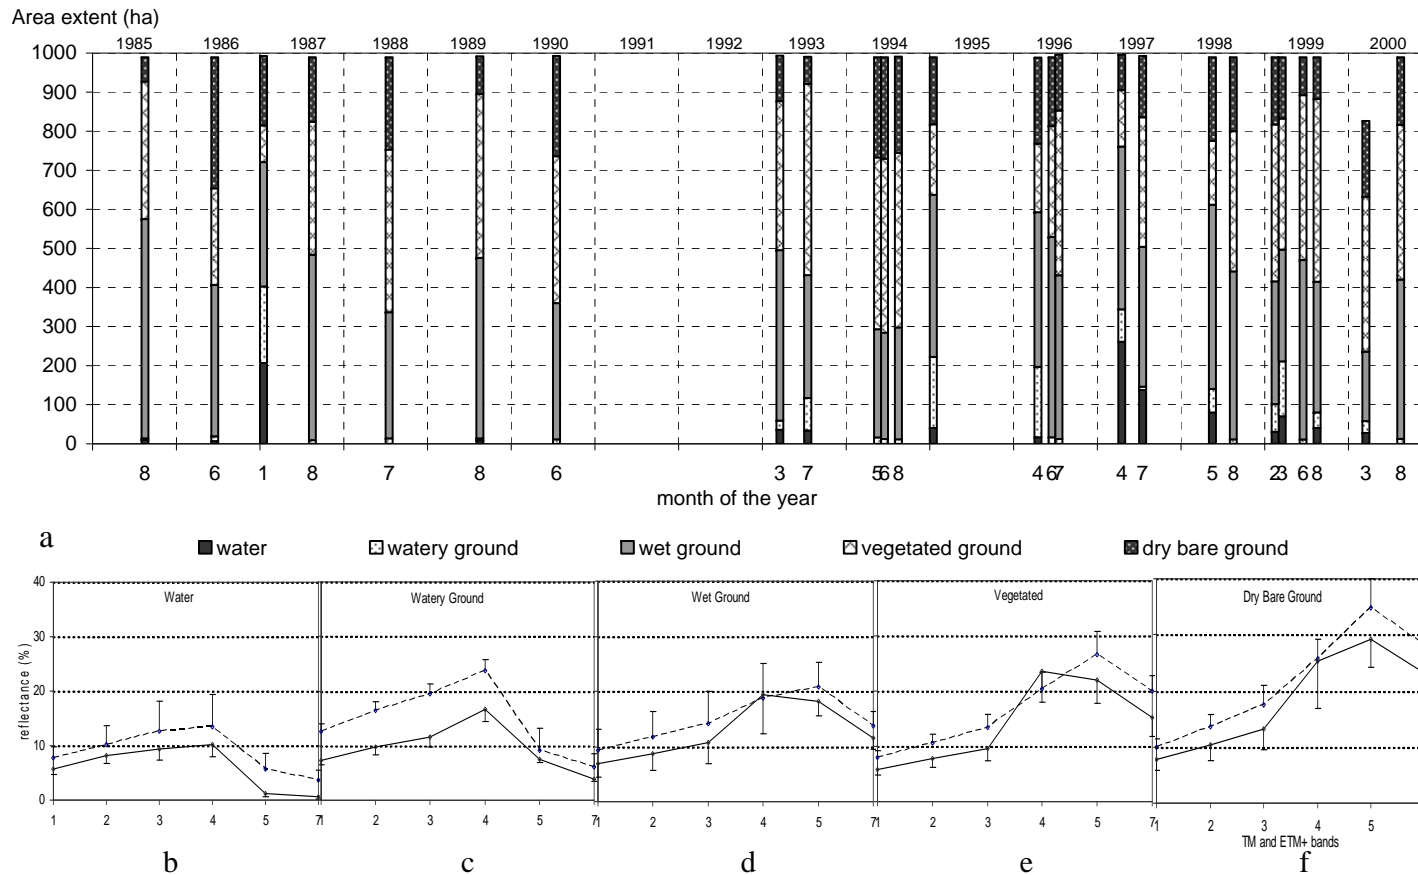 Area extent (ha)
1985 1986 1987 1988 1989 1990 1991 1992 1993 1994 1995 1996 1997 1998 1999 2000
1000
900
800
700
600
500
400
300
200
100
0
8 6 1 8 7 8 6 3 7 5 6 8 4 6 7 4 7 5 8 2 3 6 8 3 8
month of the year
a
water watery ground wet ground vegetated ground dry bare ground
40
30
20
10
0
reflectance (%)
Water Watery Ground Wet Ground Vegetated Dry Bare Ground
1 2 3 4 5 7 1 2 3 4 5 7 1 2 3 4 5 7 1 2 3 4 5 7 1 2 3 4 5
TM and ETM+ bands
b c d e f